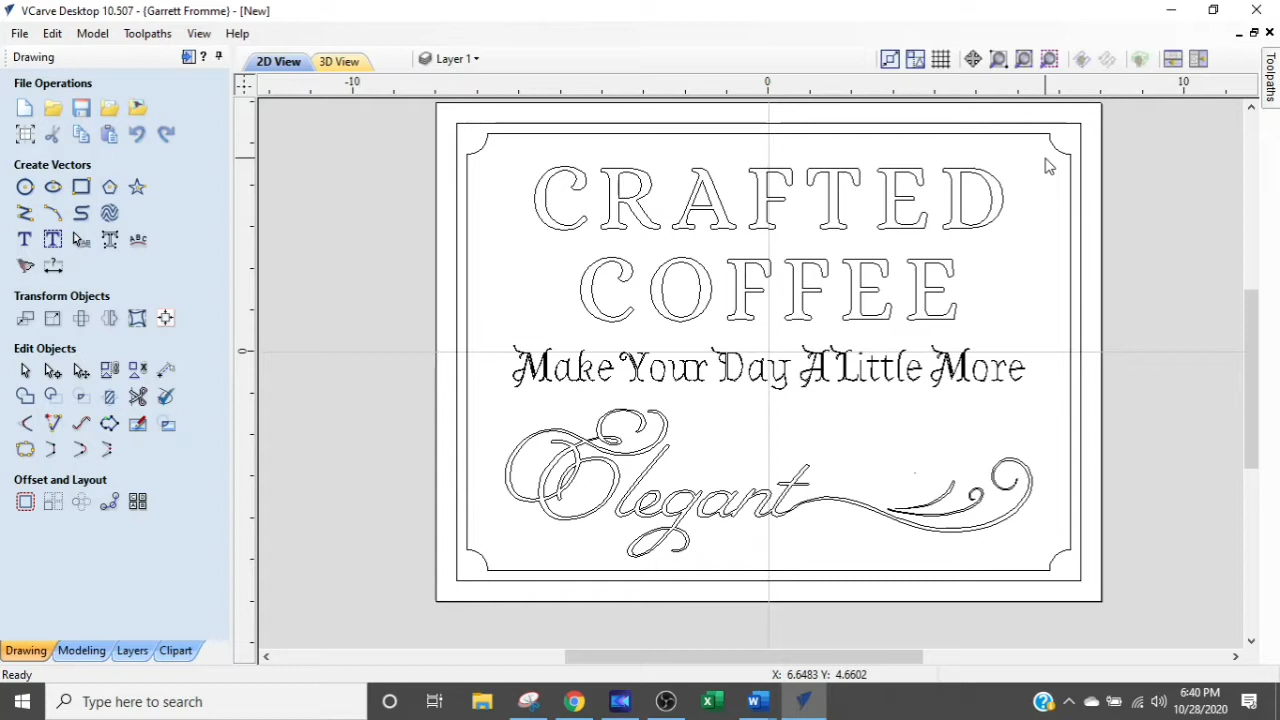 VCarve Desktop 10.507 - {Garrett Fromme} - [New]
File Edit Model Toolpaths View Help
Drawing
2D View 3D View Layer 1
File Operations
Create Vectors
Transform Objects
Edit Objects
Offset and Layout
-10 0 10
0
CRAFTED
COFFEE
Make Your Day A Little More
Elegant
Toolpaths
Drawing Modeling Layers Clipart
Ready X: 6.6483 Y: 4.6602
Type here to search
6:40 PM
10/28/2020